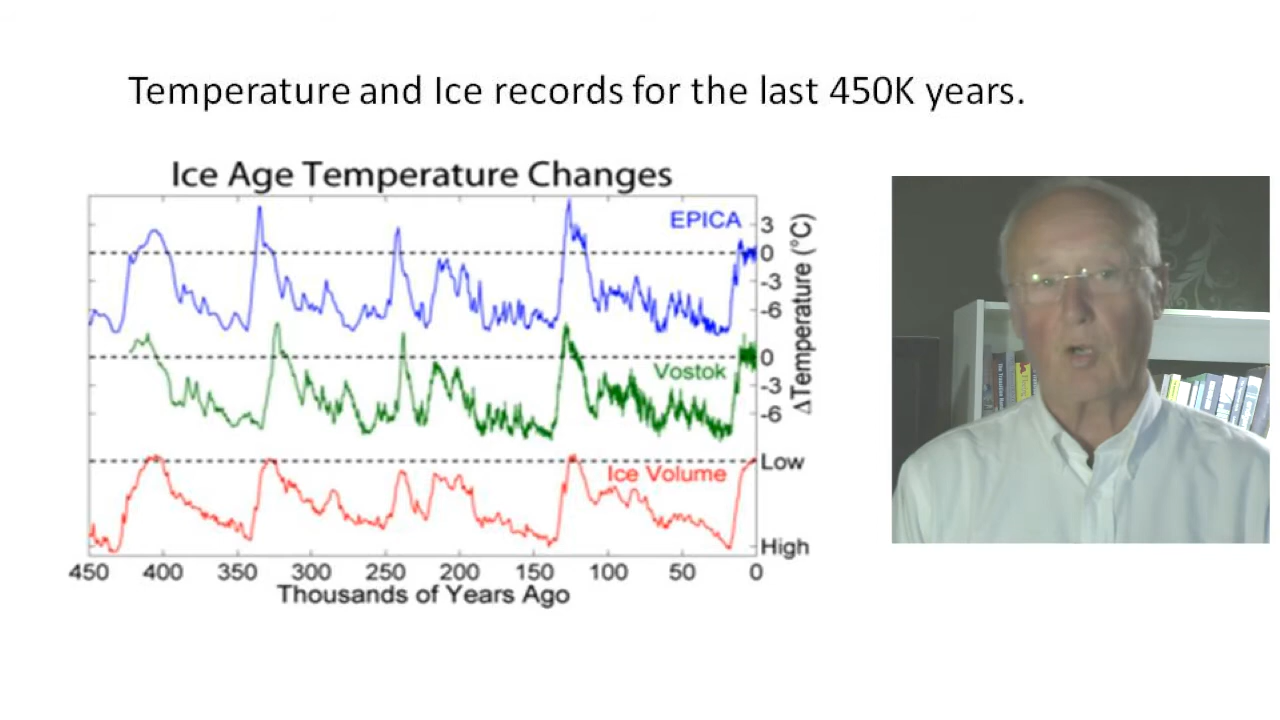 Temperature and Ice records for the last 450K years.
Ice Age Temperature Changes
EPICA
3
0
-3
-6
Vostok
0
-3
-6
ΔTemperature (°C)
Ice Volume
Low
High
450 400 350 300 250 200 150 100 50 0
Thousands of Years Ago